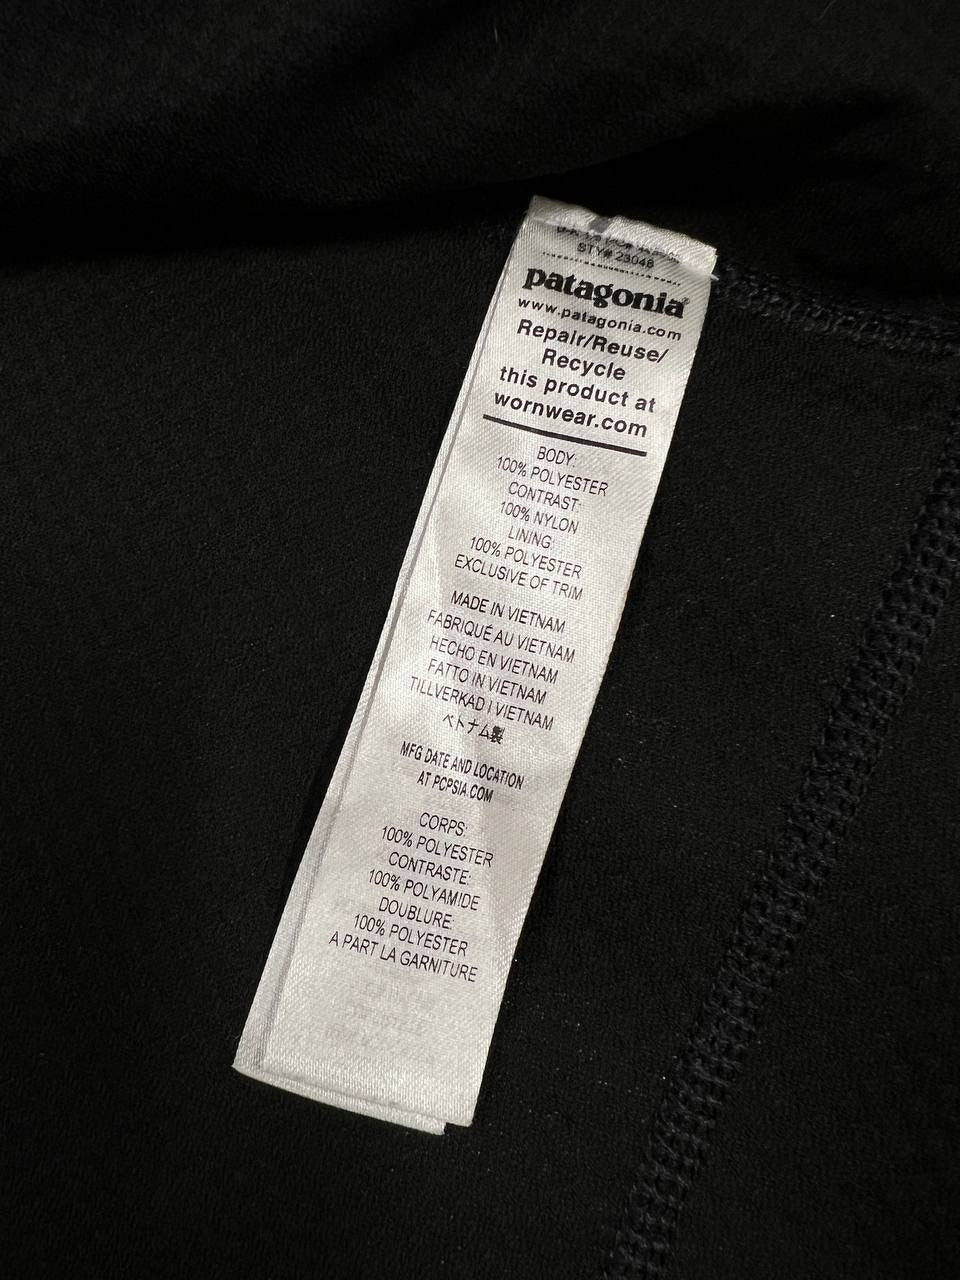 STY# 23048
patagonia®
www.patagonia.com
Repair/Reuse/
Recycle
this product at
wornwear.com
BODY:
100% POLYESTER
CONTRAST:
100% NYLON
LINING:
100% POLYESTER
EXCLUSIVE OF TRIM
MADE IN VIETNAM
FABRIQUÉ AU VIETNAM
HECHO EN VIETNAM
FATTO IN VIETNAM
TILLVERKAD I VIETNAM
ベトナム製
MFG DATE AND LOCATION
AT PCPSIA.COM
CORPS:
100% POLYESTER
CONTRASTE:
100% POLYAMIDE
DOUBLURE:
100% POLYESTER
A PART LA GARNITURE